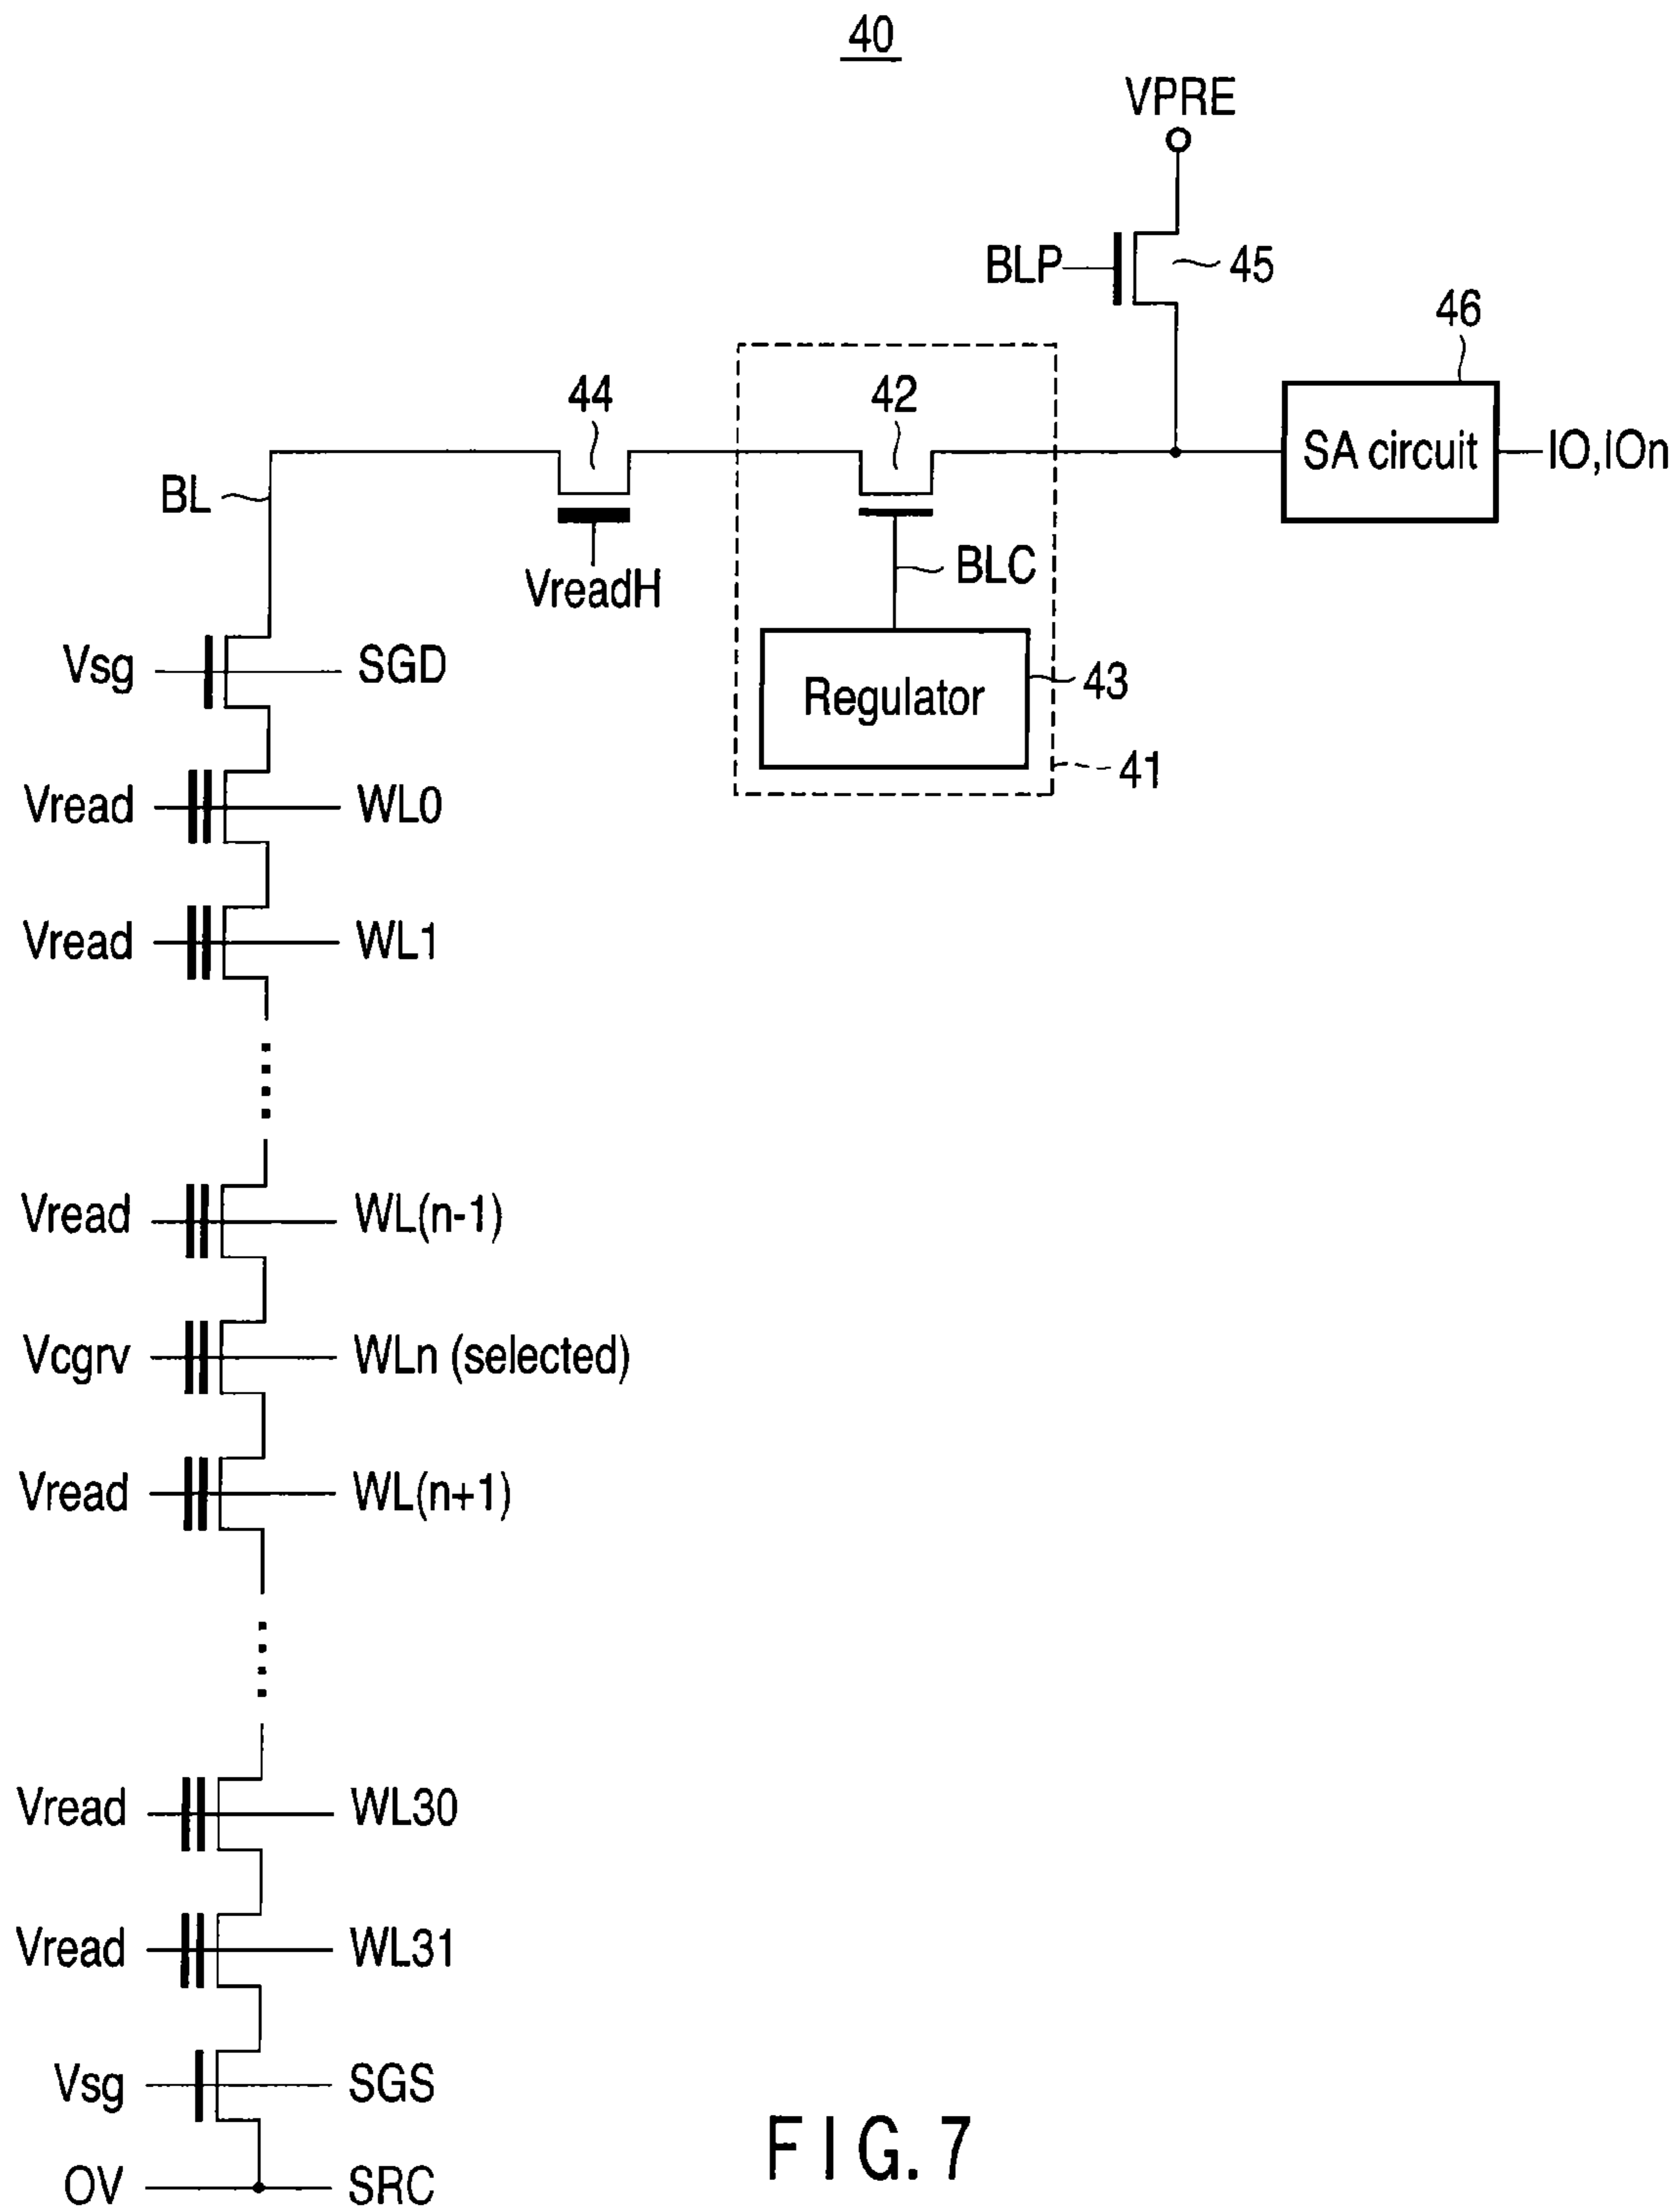 40
VPRE
BLP
45
46
44
42
SA circuit
IO,IOn
BL
BLC
VreadH
Vsg SGD
Regulator
43
41
Vread WL0
Vread WL1
Vread WL(n-1)
Vcgrv WLn (selected)
Vread WL(n+1)
Vread WL30
Vread WL31
Vsg SGS
0V SRC
FIG. 7